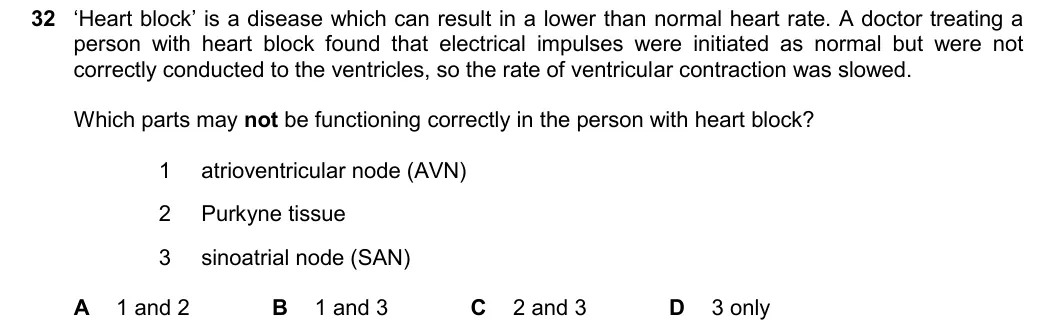 32 ‘Heart block’ is a disease which can result in a lower than normal heart rate. A doctor treating a
person with heart block found that electrical impulses were initiated as normal but were not
correctly conducted to the ventricles, so the rate of ventricular contraction was slowed.
Which parts may not be functioning correctly in the person with heart block?
1 atrioventricular node (AVN)
2 Purkyne tissue
3 sinoatrial node (SAN)
A 1 and 2 B 1 and 3 C 2 and 3 D 3 only